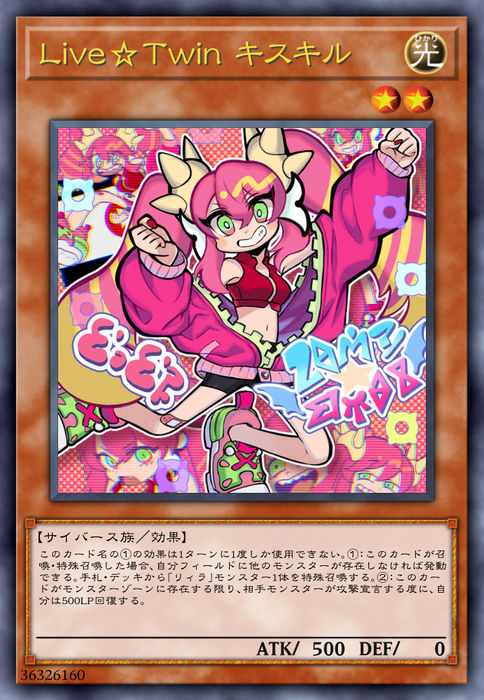 Live☆Twin キスキル
ひかり
光
【サイバース族／効果】
このカード名の①の効果は1ターンに1度しか使用できない。①：このカードが召
喚・特殊召喚した場合、自分フィールドに他のモンスターが存在しなければ発動
できる。手札・デッキから「リィラ」モンスター1体を特殊召喚する。②：このカー
ドがモンスターゾーンに存在する限り、相手モンスターが攻撃宣言する度に、自
分は500LP回復する。
ATK/ 500 DEF/ 0
36326160